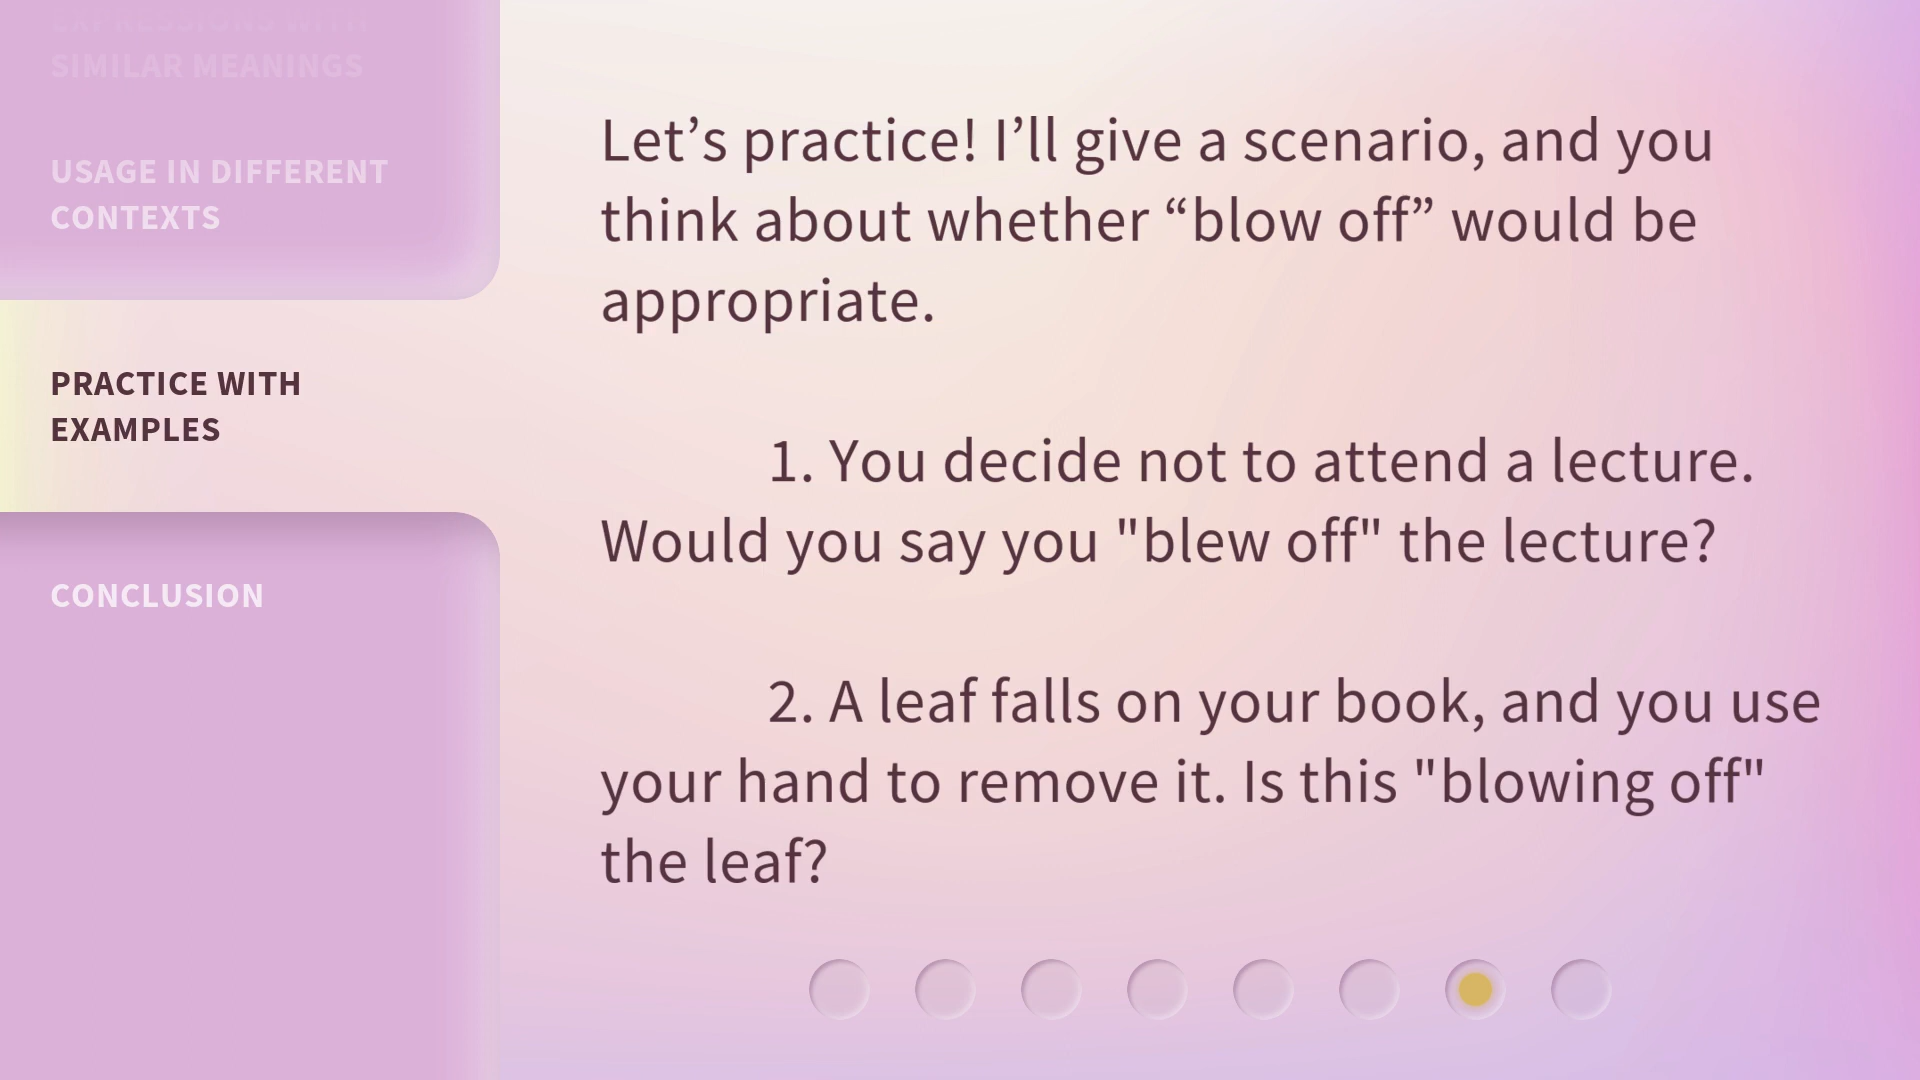 EXPRESSIONS WITH
SIMILAR MEANINGS
USAGE IN DIFFERENT
CONTEXTS
PRACTICE WITH
EXAMPLES
CONCLUSION
Let’s practice! I’ll give a scenario, and you
think about whether “blow off” would be
appropriate.
1. You decide not to attend a lecture.
Would you say you "blew off" the lecture?
2. A leaf falls on your book, and you use
your hand to remove it. Is this "blowing off"
the leaf?